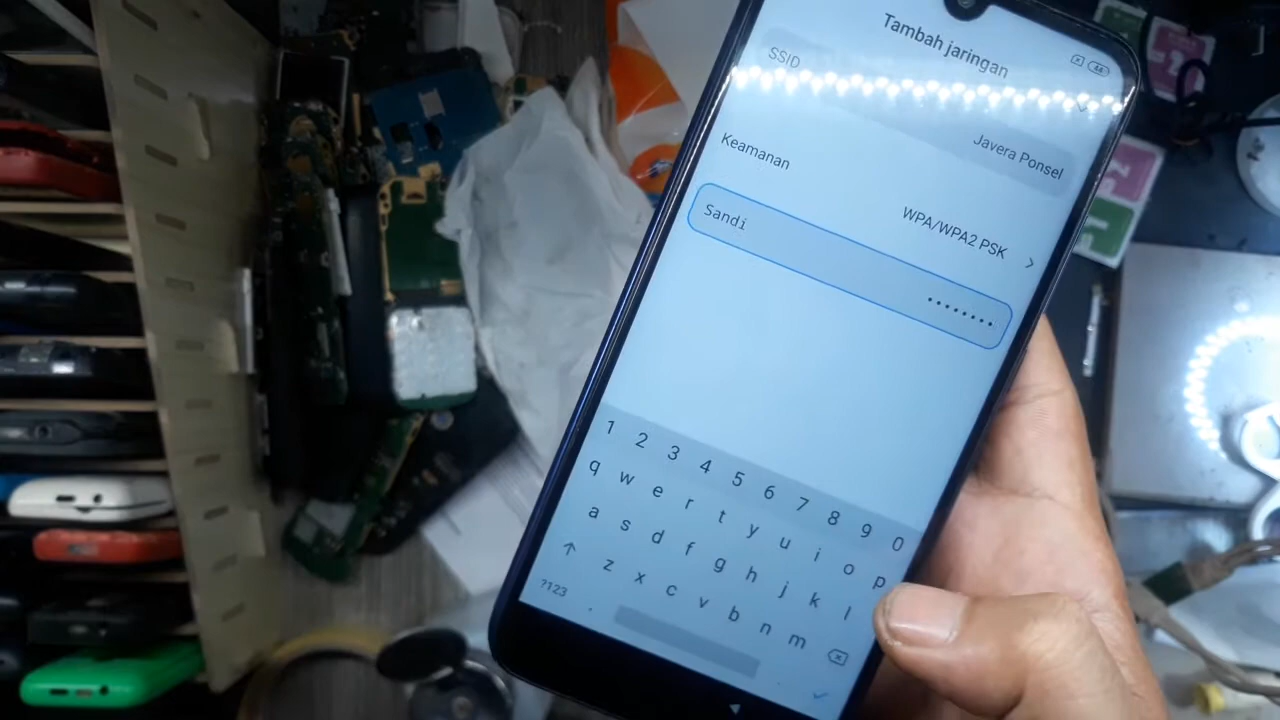 Tambah jaringan
44
SSID
Javera Ponsel
Keamanan
WPA/WPA2 PSK
Sandi
••••••••
1 2 3 4 5 6 7 8 9 0
q w e r t y u i o p
a s d f g h j k l
z x c v b n m
?123 .